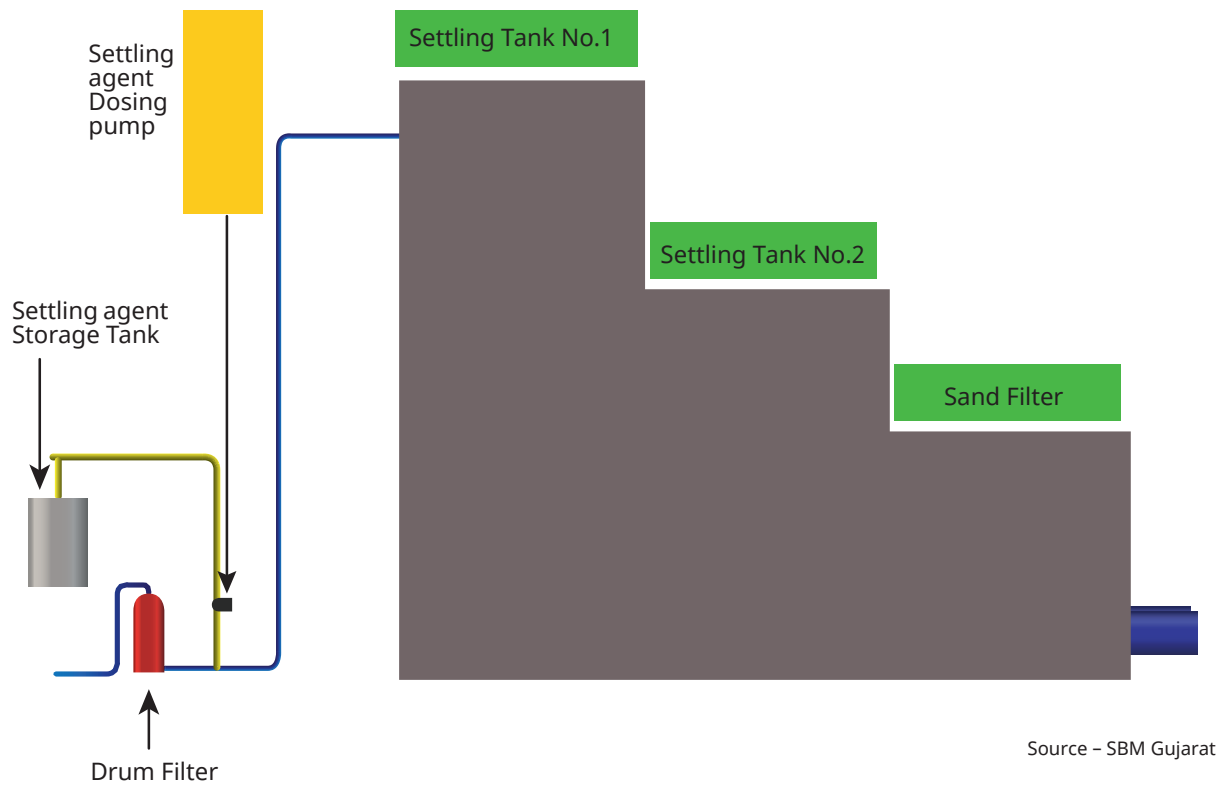 Settling
agent
Dosing
pump
Settling Tank No.1
Settling Tank No.2
Settling agent
Storage Tank
Sand Filter
Source – SBM Gujarat
Drum Filter